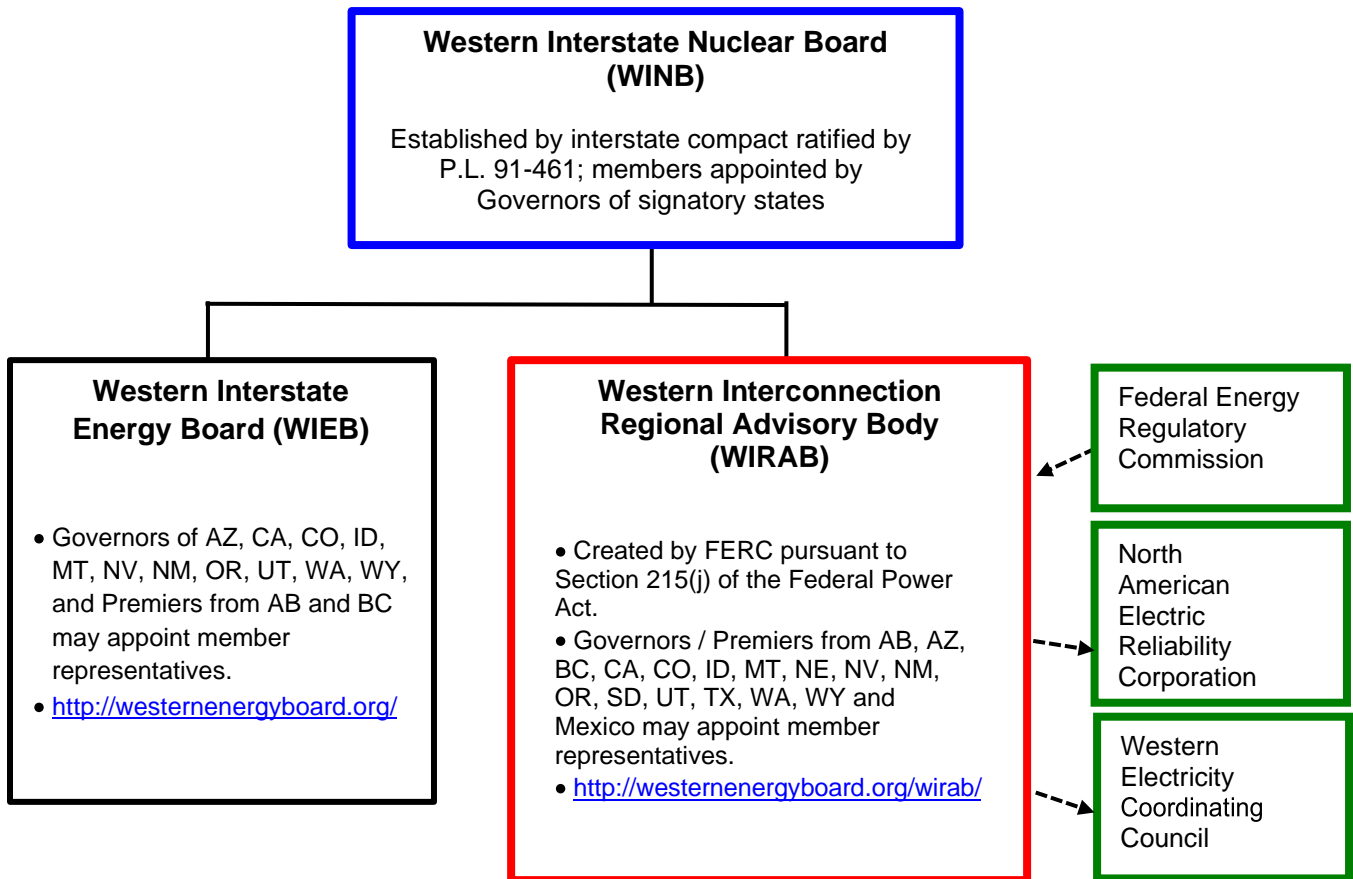 Western Interstate Nuclear Board
(WINB)
Established by interstate compact ratified by
P.L. 91-461; members appointed by
Governors of signatory states
Western Interstate
Energy Board (WIEB)
• Governors of AZ, CA, CO, ID,
MT, NV, NM, OR, UT, WA, WY,
and Premiers from AB and BC
may appoint member
representatives.
• http://westernenergyboard.org/
Western Interconnection
Regional Advisory Body
(WIRAB)
• Created by FERC pursuant to
Section 215(j) of the Federal Power
Act.
• Governors / Premiers from AB, AZ,
BC, CA, CO, ID, MT, NE, NV, NM,
OR, SD, UT, TX, WA, WY and
Mexico may appoint member
representatives.
• http://westernenergyboard.org/wirab/
Federal Energy
Regulatory
Commission
North
American
Electric
Reliability
Corporation
Western
Electricity
Coordinating
Council